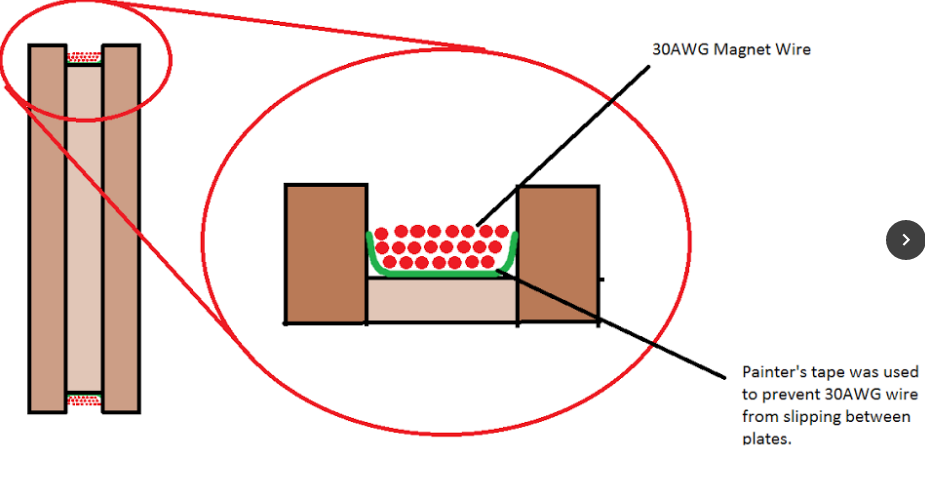 30AWG Magnet Wire
Painter's tape was used
to prevent 30AWG wire
from slipping between
plates.